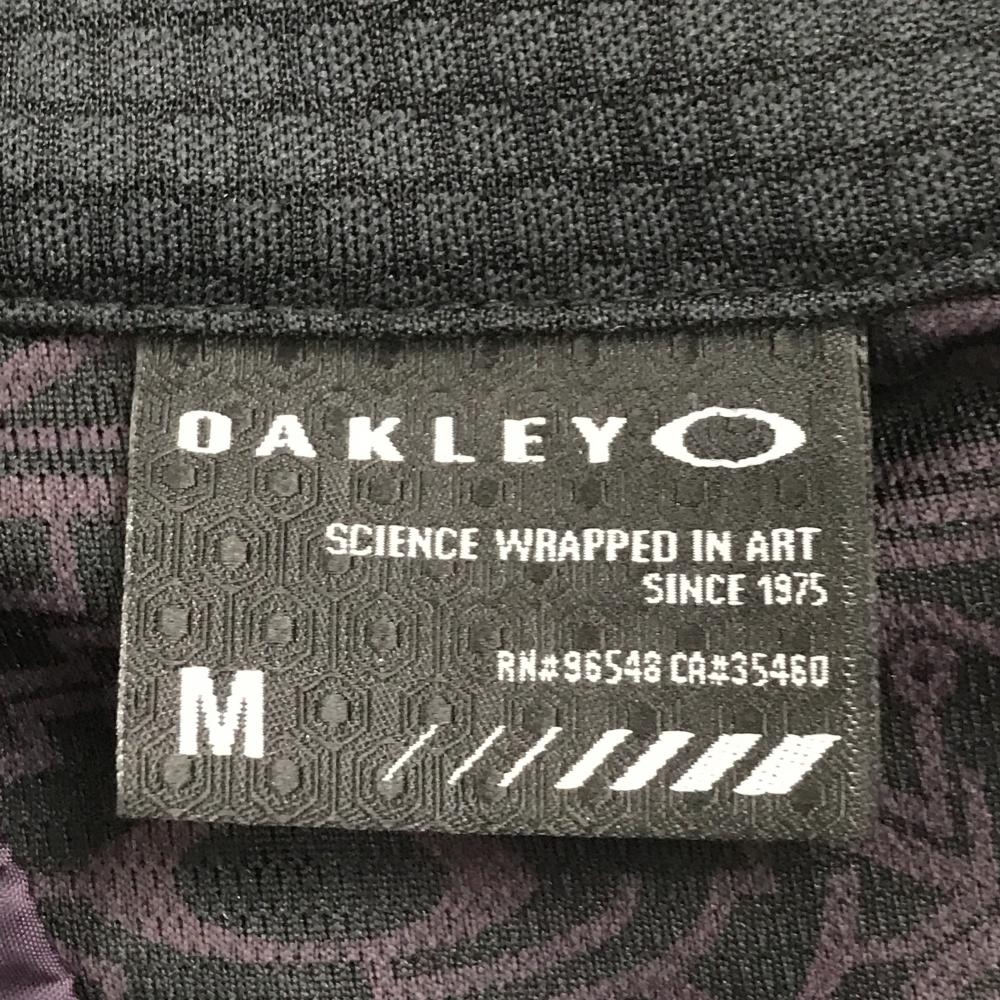 OAKLEY
SCIENCE WRAPPED IN ART
SINCE 1975
RN#96548 CA#35460
M